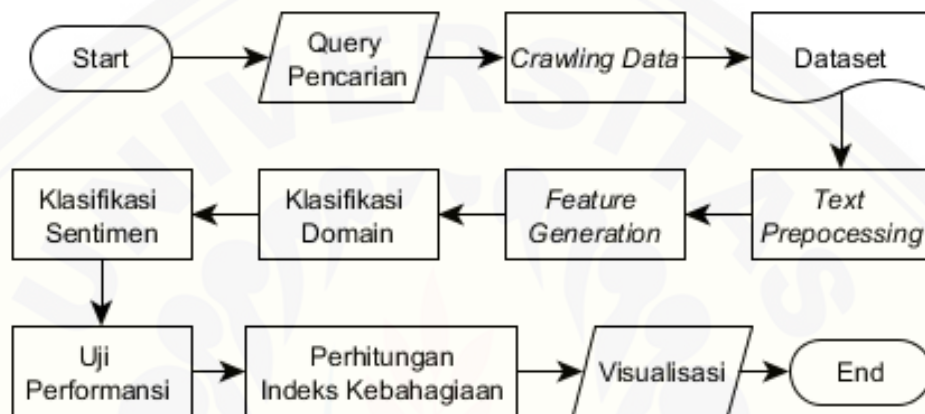 Start
Query
Pencarian
Crawling Data
Dataset
Text
Prepocessing
Feature
Generation
Klasifikasi
Domain
Klasifikasi
Sentimen
Uji
Performansi
Perhitungan
Indeks Kebahagiaan
Visualisasi
End
UNIVERSITAS